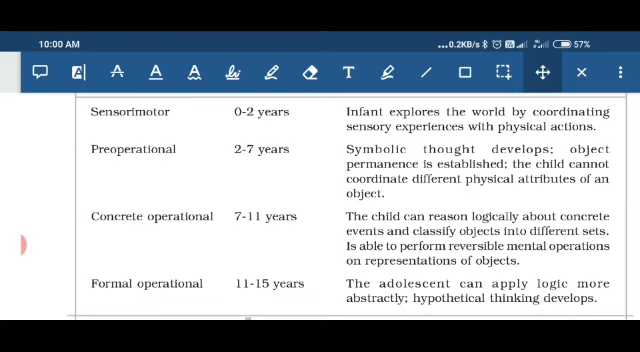 10:00 AM ...0.2KB/s 57%
Sensorimotor 0-2 years Infant explores the world by coordinating
sensory experiences with physical actions.
Preoperational 2-7 years Symbolic thought develops; object
permanence is established; the child cannot
coordinate different physical attributes of an
object.
Concrete operational 7-11 years The child can reason logically about concrete
events and classify objects into different sets.
Is able to perform reversible mental operations
on representations of objects.
Formal operational 11-15 years The adolescent can apply logic more
abstractly; hypothetical thinking develops.